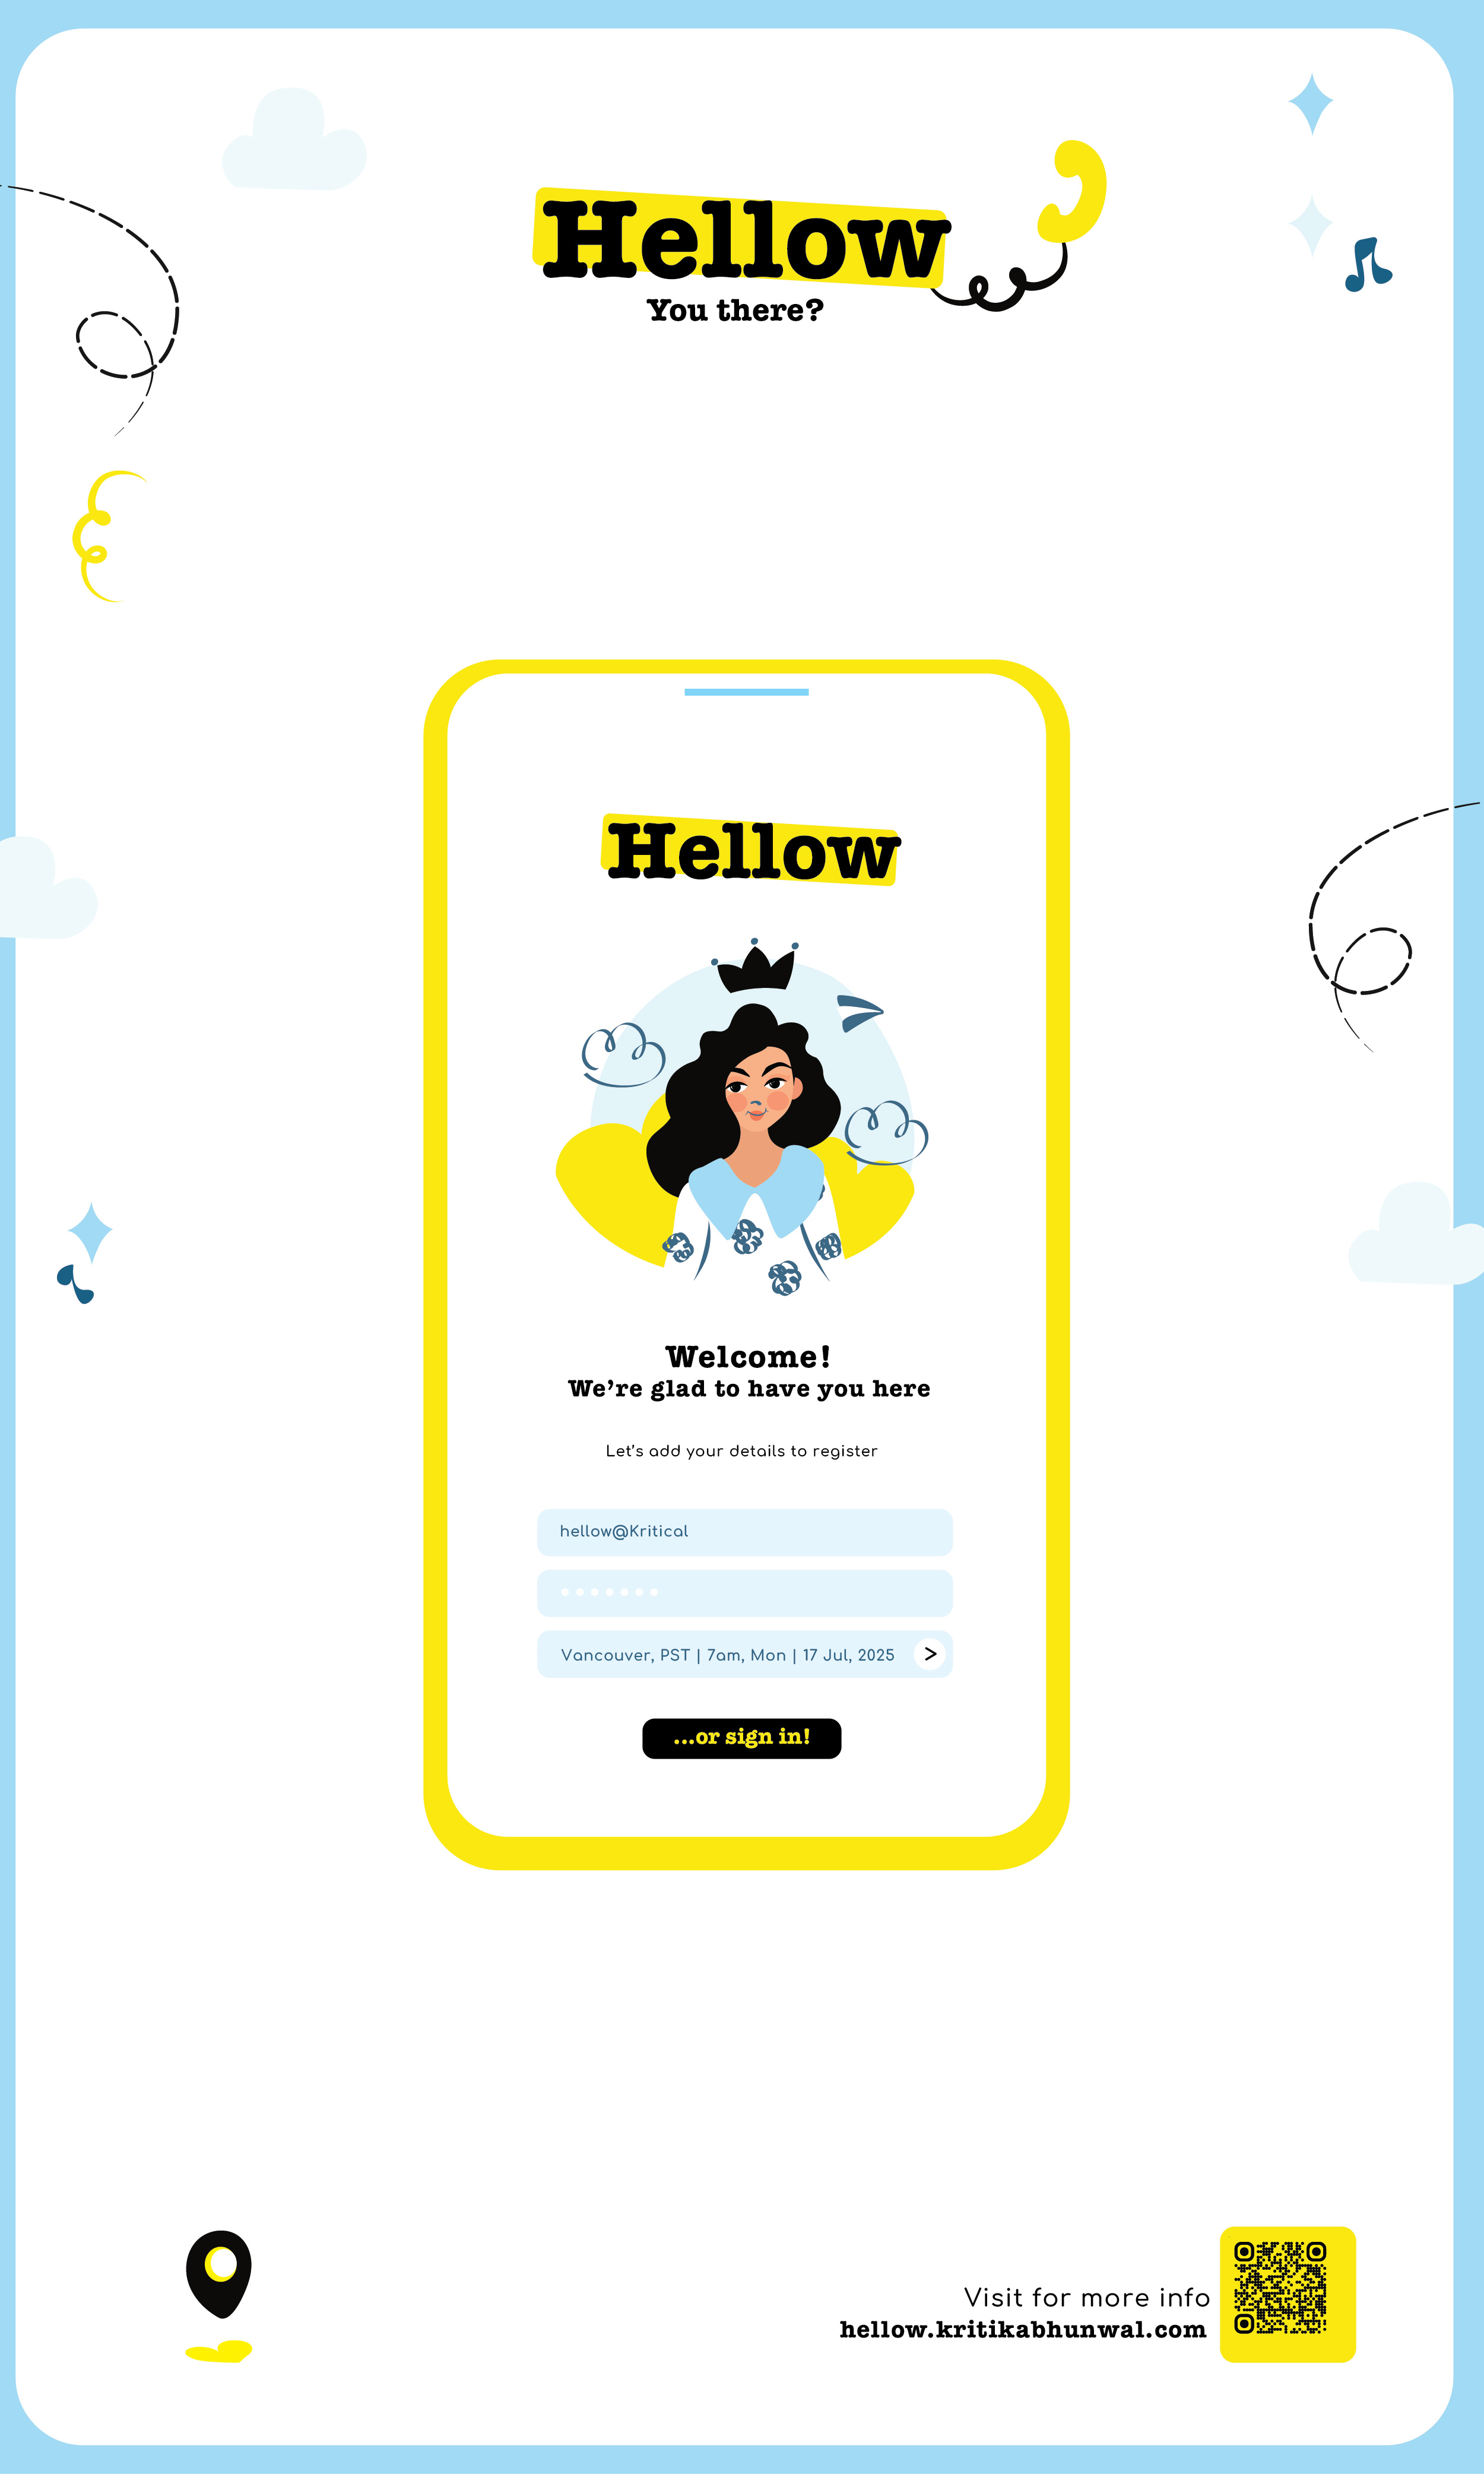 Hellow
You there?
Hellow
Welcome!
We’re glad to have you here
Let’s add your details to register
hellow@Kritical
Vancouver, PST | 7am, Mon | 17 Jul, 2025
>
...or sign in!
Visit for more info
hellow.kritikabhunwal.com